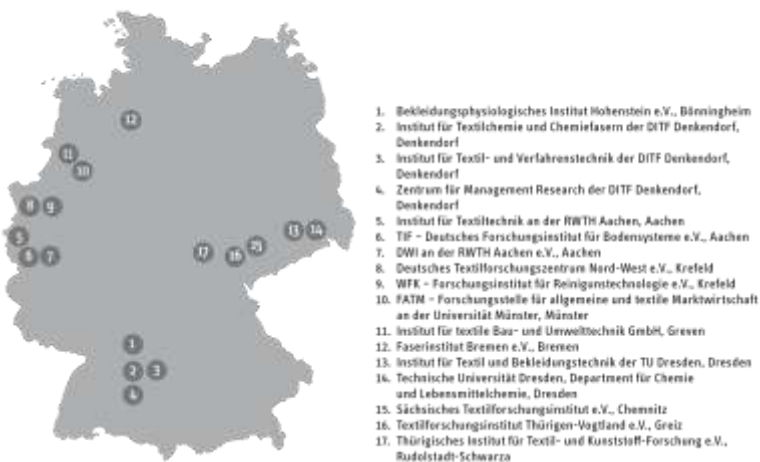 12
11
10
8 9
5
6 7
13 14
15
17 16
1
2 3
4
1. Bekleidungsphysiologisches Institut Hohenstein e.V., Bönningheim
2. Institut für Textilchemie und Chemiefasern der DITF Denkendorf,
Denkendorf
3. Institut für Textil- und Verfahrenstechnik der DITF Denkendorf,
Denkendorf
4. Zentrum für Management Research der DITF Denkendorf,
Denkendorf
5. Institut für Textiltechnik an der RWTH Aachen, Aachen
6. TIF – Deutsches Forschungsinstitut für Bodensysteme e.V., Aachen
7. DWI an der RWTH Aachen e.V., Aachen
8. Deutsches Textilforschungszentrum Nord-West e.V., Krefeld
9. WFK – Forschungsinstitut für Reinigunstechnologie e.V., Krefeld
10. FATM – Forschungsstelle für allgemeine und textile Marktwirtschaft
an der Universität Münster, Münster
11. Institut für textile Bau- und Umwelttechnik GmbH, Greven
12. Faserinstitut Bremen e.V., Bremen
13. Institut für Textil und Bekleidungstechnik der TU Dresden, Dresden
14. Technische Universität Dresden, Department für Chemie
und Lebensmittelchemie, Dresden
15. Sächsisches Textilforschungsinstitut e.V., Chemnitz
16. Textilforschungsinstitut Thürigen-Vogtland e.V., Greiz
17. Thürigisches Institut für Textil- und Kunststoff-Forschung e.V.,
Rudolstadt-Schwarza